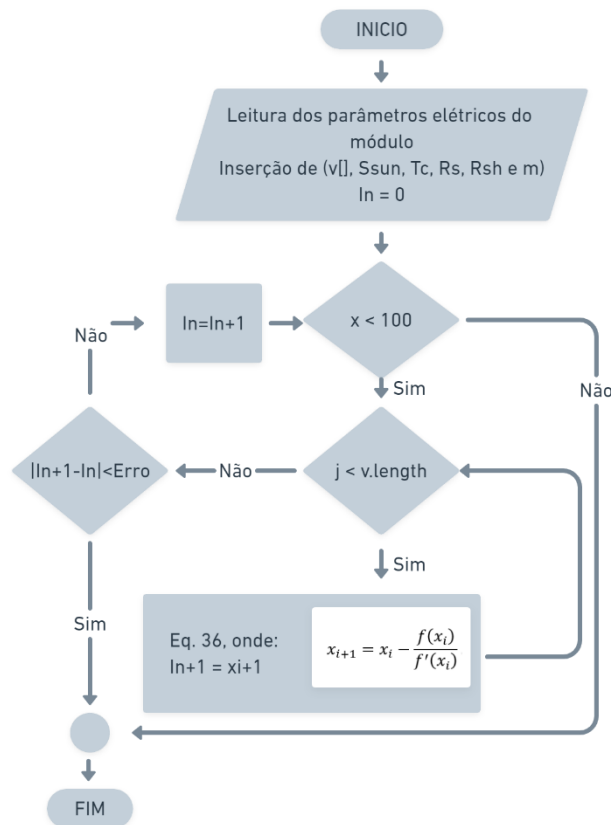 INICIO
Leitura dos parâmetros elétricos do
módulo
Inserção de (v[], Ssun, Tc, Rs, Rsh e m)
In = 0
In=In+1
x < 100
Não
Sim
Não
|In+1-In|<Erro
Não
j < v.length
Sim
Sim
Eq. 36, onde:
In+1 = xi+1
x_{i+1} = x_i - \frac{f(x_i)}{f'(x_i)}
FIM